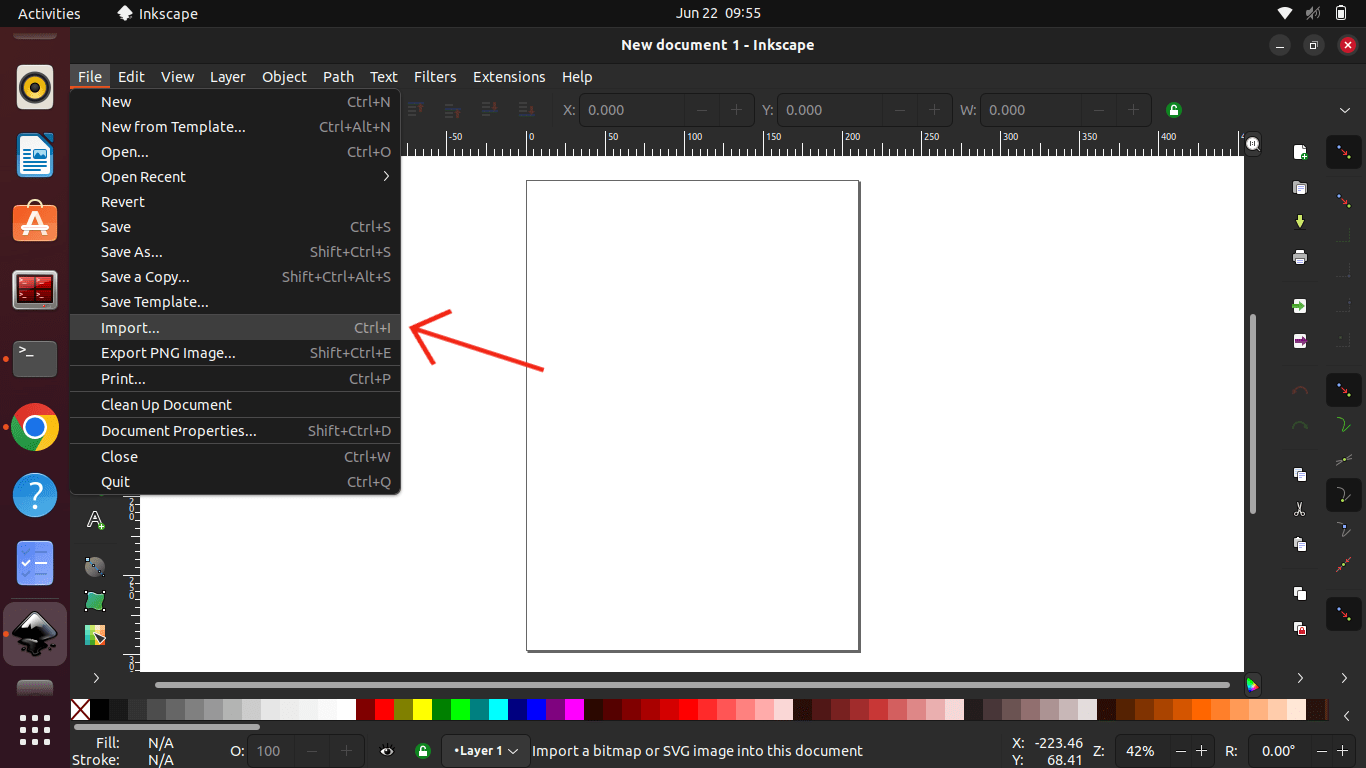 Activities Inkscape Jun 22 09:55
New document 1 - Inkscape
File Edit View Layer Object Path Text Filters Extensions Help
New Ctrl+N
New from Template... Ctrl+Alt+N
Open... Ctrl+O
Open Recent
Revert
Save Ctrl+S
Save As... Shift+Ctrl+S
Save a Copy... Shift+Ctrl+Alt+S
Save Template...
Import... Ctrl+I
Export PNG Image... Shift+Ctrl+E
Print... Ctrl+P
Clean Up Document
Document Properties... Shift+Ctrl+D
Close Ctrl+W
Quit Ctrl+Q
X: 0.000 Y: 0.000 W: 0.000
-50 0 50 100 150 200 250 300 350 400
200
250
30
Fill: N/A
Stroke: N/A
O: 100
•Layer 1
Import a bitmap or SVG image into this document
X: -223.46
Y: 68.41
Z: 42%
R: 0.00°